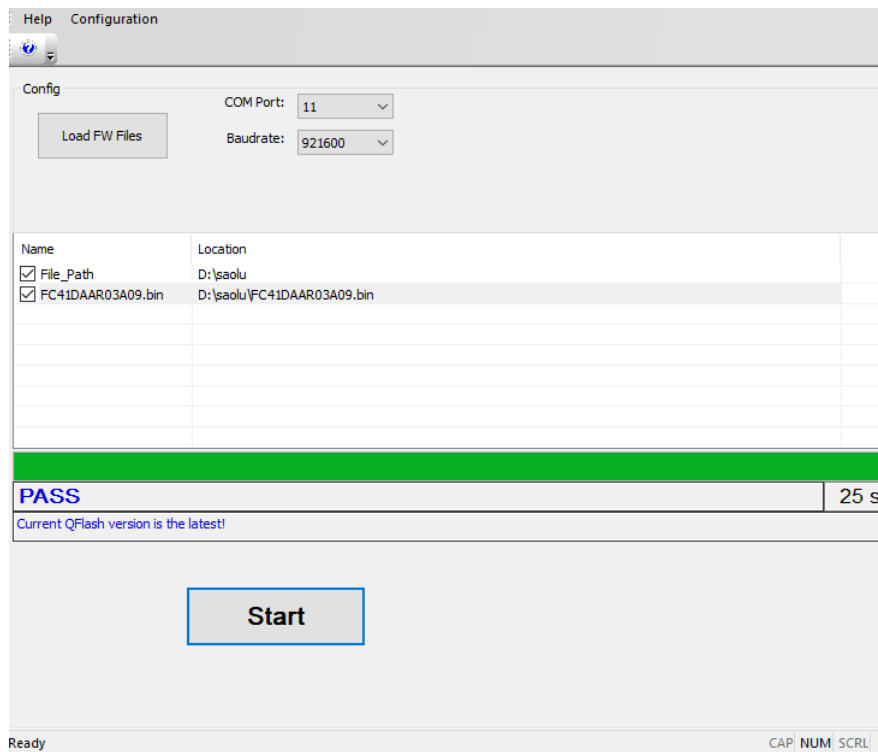 Help Configuration
Config
COM Port: 11
Load FW Files
Baudrate: 921600
Name Location
File_Path D:\saolu
FC41DAAR03A09.bin D:\saolu\FC41DAAR03A09.bin
PASS 25 s
Current QFlash version is the latest!
Start
Ready CAP NUM SCRL